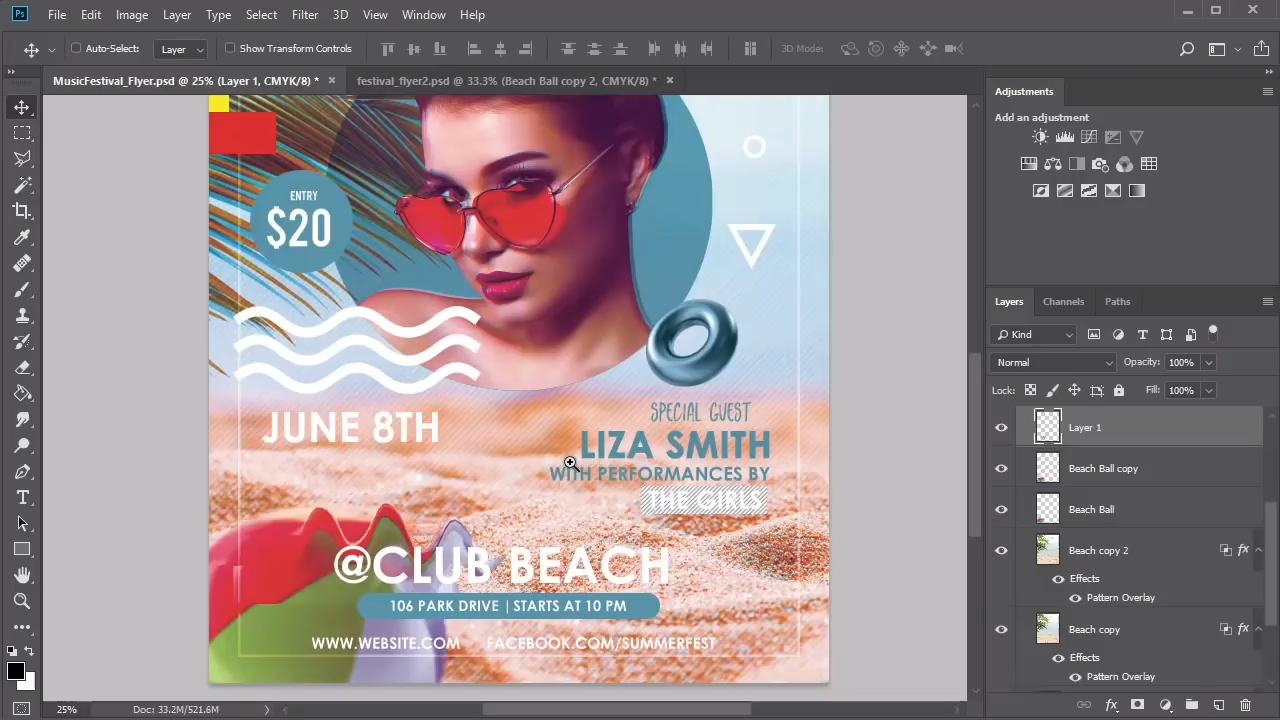 Ps File Edit Image Layer Type Select Filter 3D View Window Help
Auto-Select: Layer Show Transform Controls 3D Mode:
MusicFestival_Flyer.psd @ 25% (Layer 1, CMYK/8) * × festival_flyer2.psd @ 33.3% (Beach Ball copy 2, CMYK/8) * ×
Adjustments
Add an adjustment
ENTRY
$20
JUNE 8TH
SPECIAL GUEST
LIZA SMITH
WITH PERFORMANCES BY
THE GIRLS
@CLUB BEACH
106 PARK DRIVE | STARTS AT 10 PM
WWW.WEBSITE.COM FACEBOOK.COM/SUMMERFEST
Layers Channels Paths
Kind
Normal Opacity: 100%
Lock: Fill: 100%
Layer 1
Beach Ball copy
Beach Ball
Beach copy 2 fx
Effects
Pattern Overlay
Beach copy fx
Effects
Pattern Overlay
fx
25% Doc: 33.2M/521.6M